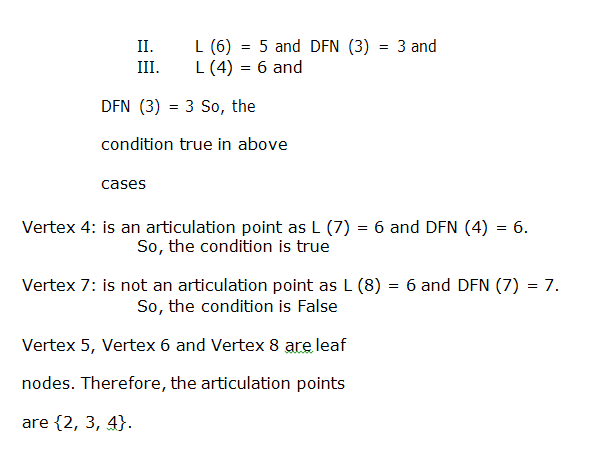 II. L (6) = 5 and DFN (3) = 3 and
III. L (4) = 6 and
DFN (3) = 3 So, the
condition true in above
cases
Vertex 4: is an articulation point as L (7) = 6 and DFN (4) = 6.
So, the condition is true
Vertex 7: is not an articulation point as L (8) = 6 and DFN (7) = 7.
So, the condition is False
Vertex 5, Vertex 6 and Vertex 8 are leaf
nodes. Therefore, the articulation points
are {2, 3, 4}.